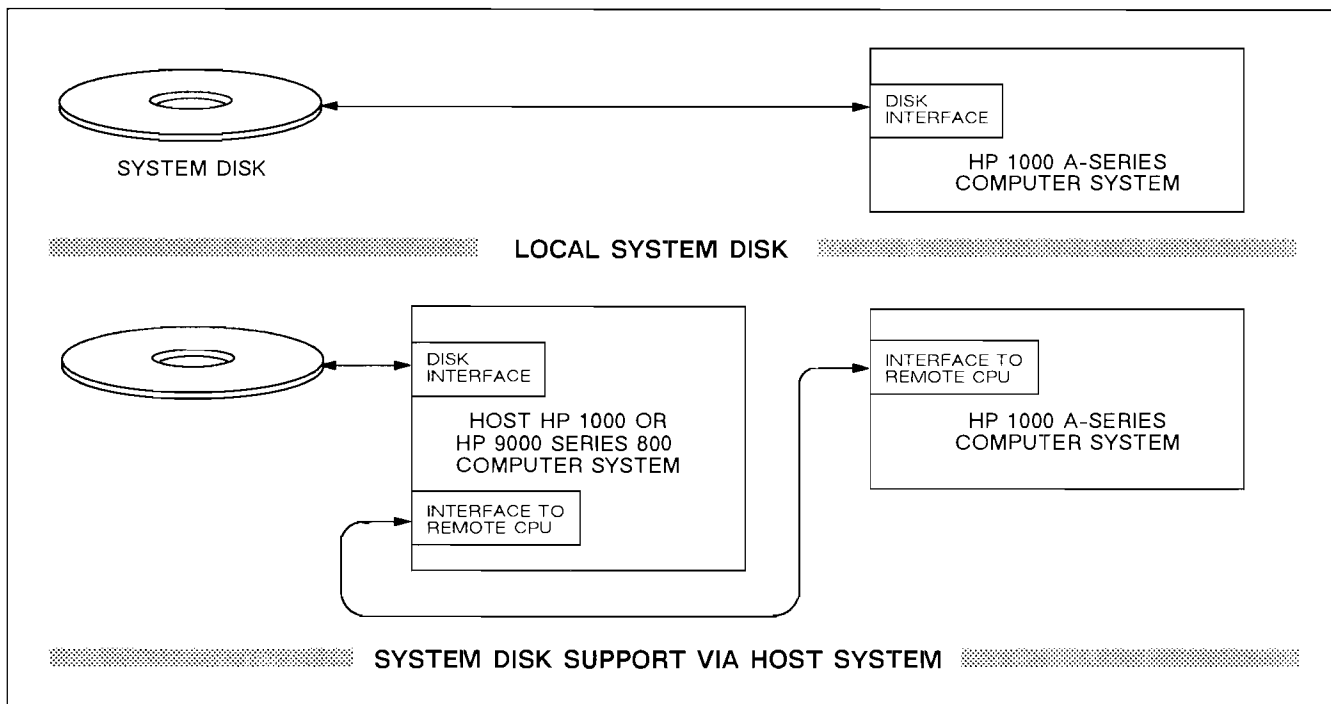 SYSTEM DISK
DISK
INTERFACE
HP 1000 A-SERIES
COMPUTER SYSTEM
LOCAL SYSTEM DISK
DISK
INTERFACE
HOST HP 1000 OR
HP 9000 SERIES 800
COMPUTER SYSTEM
INTERFACE TO
REMOTE CPU
INTERFACE TO
REMOTE CPU
HP 1000 A-SERIES
COMPUTER SYSTEM
SYSTEM DISK SUPPORT VIA HOST SYSTEM